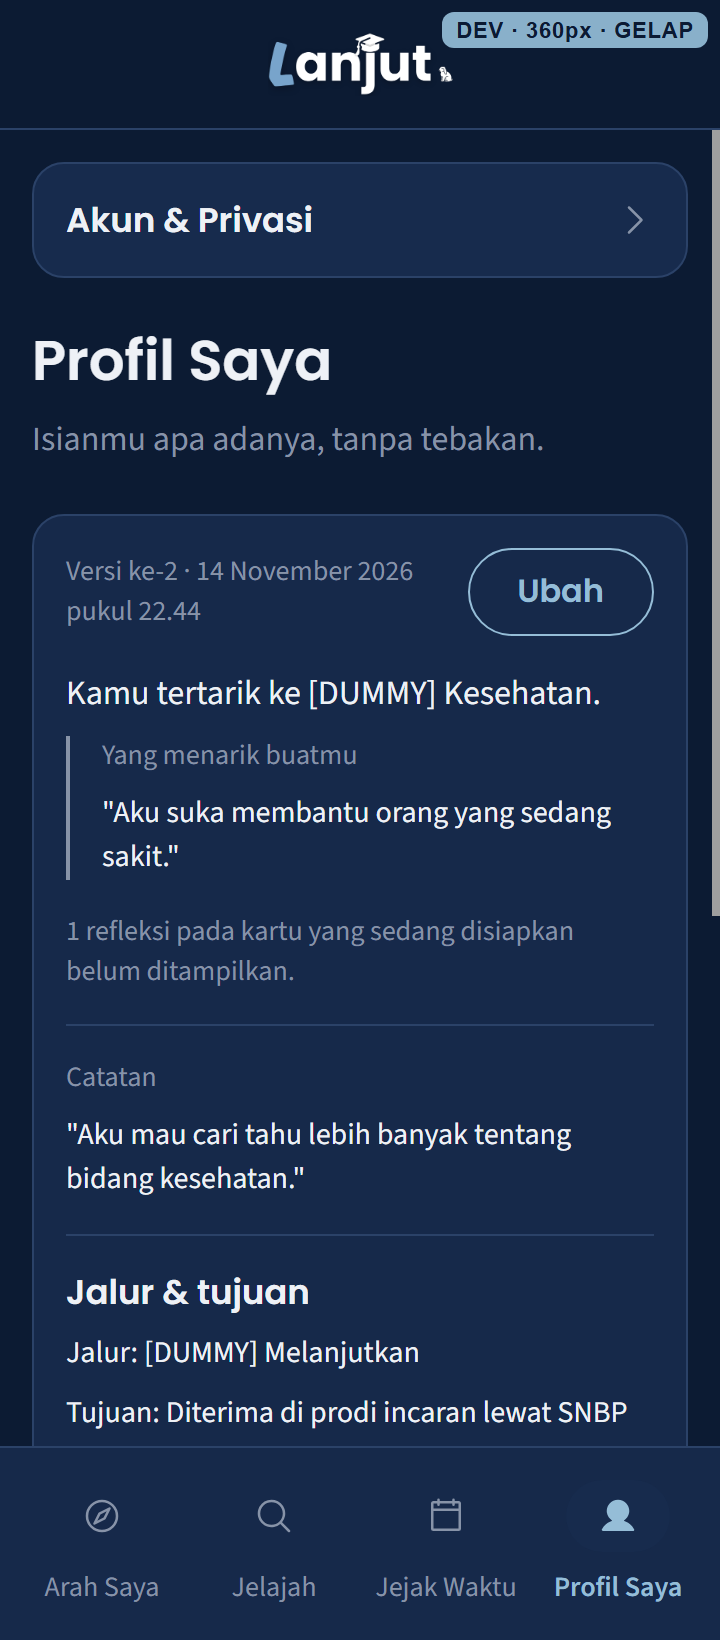 Lanjut
DEV · 360px · GELAP
Akun & Privasi
Profil Saya
Isianmu apa adanya, tanpa tebakan.
Versi ke-2 · 14 November 2026
pukul 22.44
Ubah
Kamu tertarik ke [DUMMY] Kesehatan.
Yang menarik buatmu
"Aku suka membantu orang yang sedang
sakit."
1 refleksi pada kartu yang sedang disiapkan
belum ditampilkan.
Catatan
"Aku mau cari tahu lebih banyak tentang
bidang kesehatan."
Jalur & tujuan
Jalur: [DUMMY] Melanjutkan
Tujuan: Diterima di prodi incaran lewat SNBP
Arah Saya
Jelajah
Jejak Waktu
Profil Saya